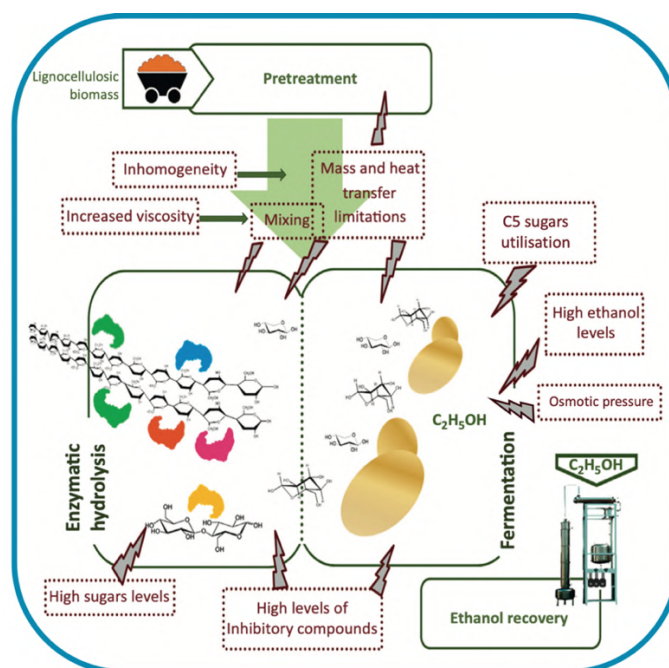 Lignocellulosic
biomass
Pretreatment
Inhomogeneity
Increased viscosity
Mass and heat
transfer
limitations
Mixing
C5 sugars
utilisation
High ethanol
levels
Osmotic pressure
Enzymatic
hydrolysis
C₂H₅OH
Fermentation
C₂H₅OH
High sugars levels
High levels of
Inhibitory compounds
Ethanol recovery